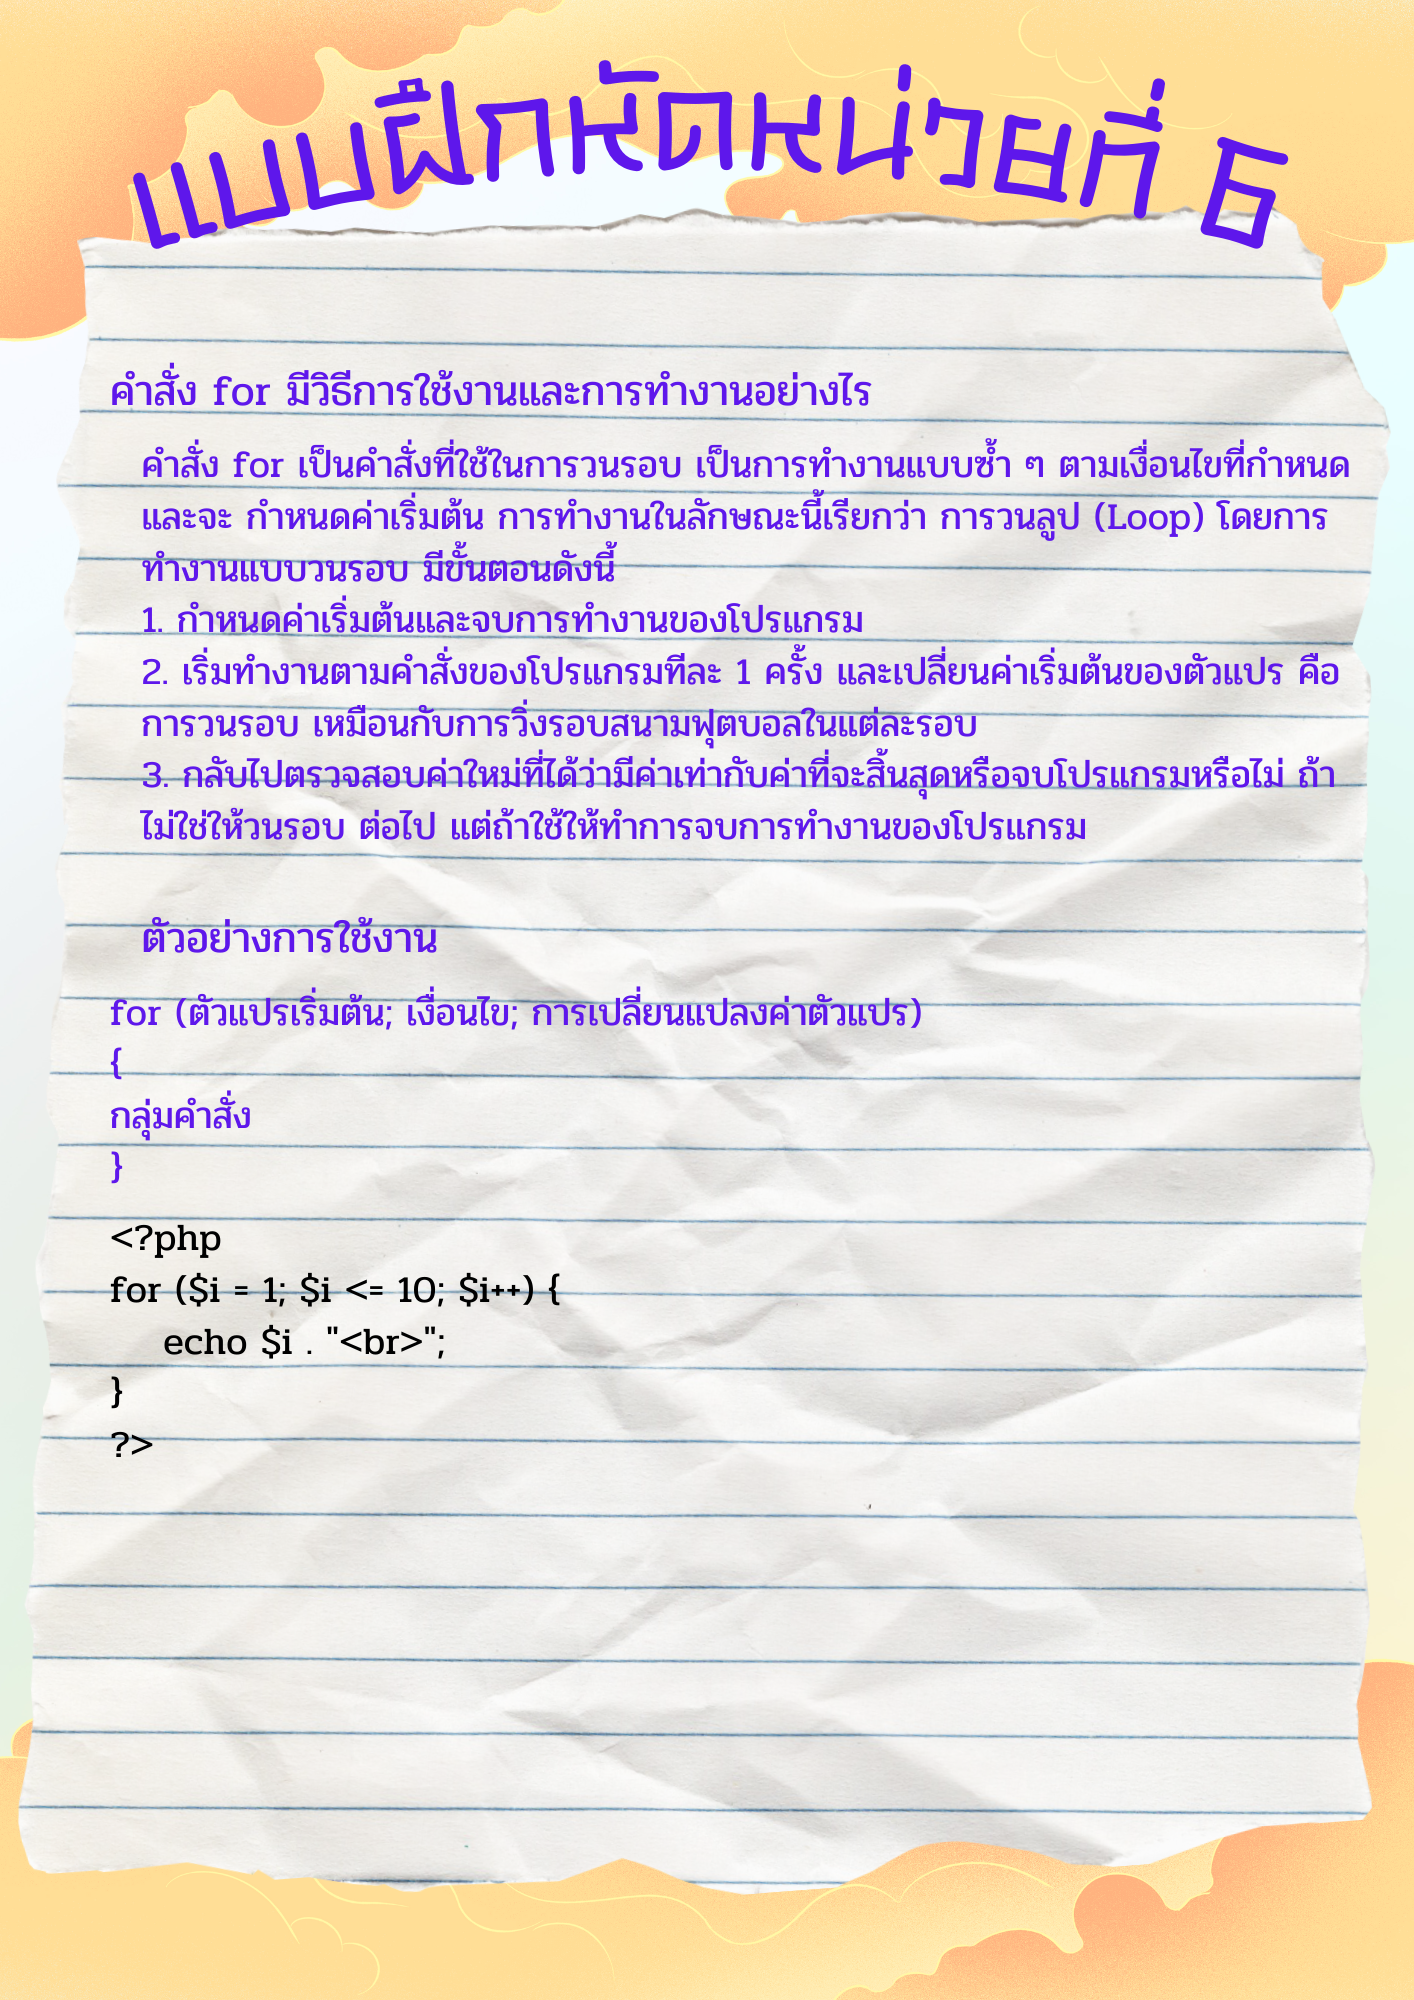 แบบฝึกหัดหน่วยที่ 6
คำสั่ง for มีวิธีการใช้งานและการทำงานอย่างไร
คำสั่ง for เป็นคำสั่งที่ใช้ในการวนรอบ เป็นการทำงานแบบซ้ำ ๆ ตามเงื่อนไขที่กำหนด
และจะ กำหนดค่าเริ่มต้น การทำงานในลักษณะนี้เรียกว่า การวนลูป (Loop) โดยการ
ทำงานแบบวนรอบ มีขั้นตอนดังนี้
1. กำหนดค่าเริ่มต้นและจบการทำงานของโปรแกรม
2. เริ่มทำงานตามคำสั่งของโปรแกรมทีละ 1 ครั้ง และเปลี่ยนค่าเริ่มต้นของตัวแปร คือ
การวนรอบ เหมือนกับการวิ่งรอบสนามฟุตบอลในแต่ละรอบ
3. กลับไปตรวจสอบค่าใหม่ที่ได้ว่ามีค่าเท่ากับค่าที่จะสิ้นสุดหรือจบโปรแกรมหรือไม่ ถ้า
ไม่ใช่ให้วนรอบ ต่อไป แต่ถ้าใช้ให้ทำการจบการทำงานของโปรแกรม
ตัวอย่างการใช้งาน
for (ตัวแปรเริ่มต้น; เงื่อนไข; การเปลี่ยนแปลงค่าตัวแปร)
{
กลุ่มคำสั่ง
}
<?php
for ($i = 1; $i <= 10; $i++) {
echo $i . "<br>";
}
?>